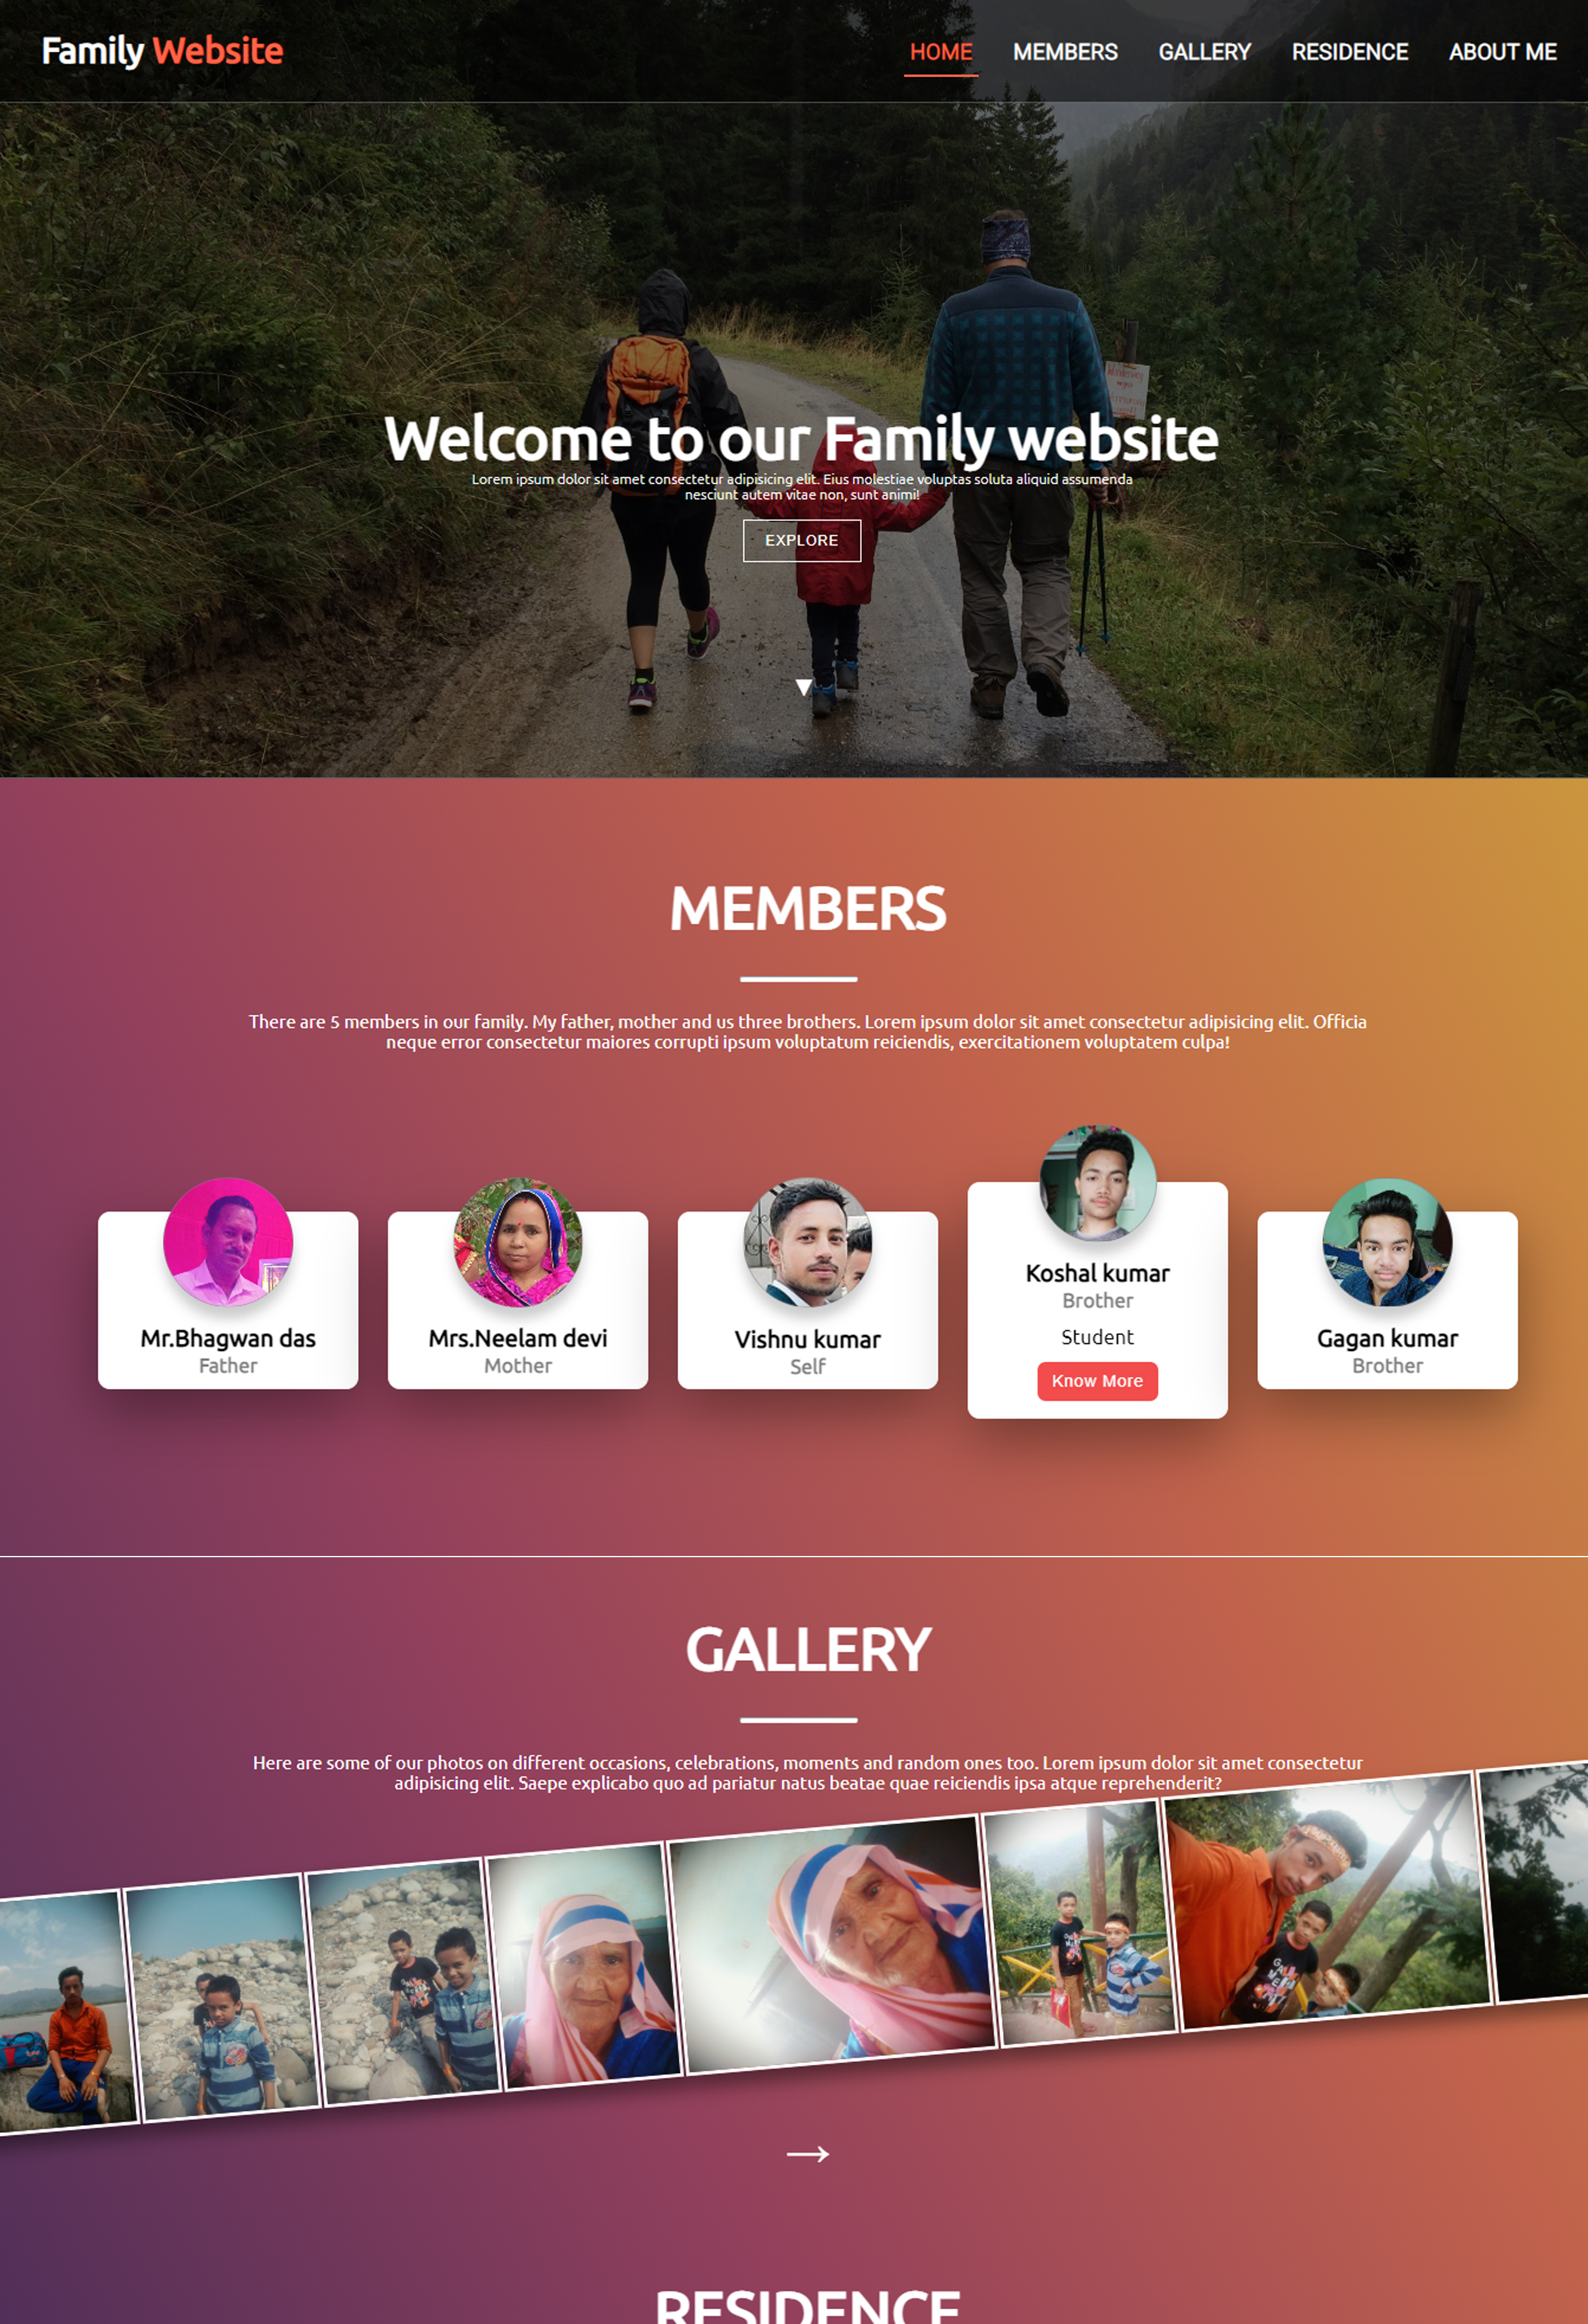 Family Website
HOME MEMBERS GALLERY RESIDENCE ABOUT ME
Welcome to our Family website
Lorem ipsum dolor sit amet consectetur adipisicing elit. Eius molestiae voluptas soluta aliquid assumenda
nesciunt autem vitae non, sunt animi!
EXPLORE
MEMBERS
There are 5 members in our family. My father, mother and us three brothers. Lorem ipsum dolor sit amet consectetur adipisicing elit. Officia
neque error consectetur maiores corrupti ipsum voluptatum reiciendis, exercitationem voluptatem culpa!
Mr.Bhagwan das
Father
Mrs.Neelam devi
Mother
Vishnu kumar
Self
Koshal kumar
Brother
Student
Know More
Gagan kumar
Brother
GALLERY
Here are some of our photos on different occasions, celebrations, moments and random ones too. Lorem ipsum dolor sit amet consectetur
adipisicing elit. Saepe explicabo quo ad pariatur natus beatae quae reiciendis ipsa atque reprehenderit?
RESIDENCE